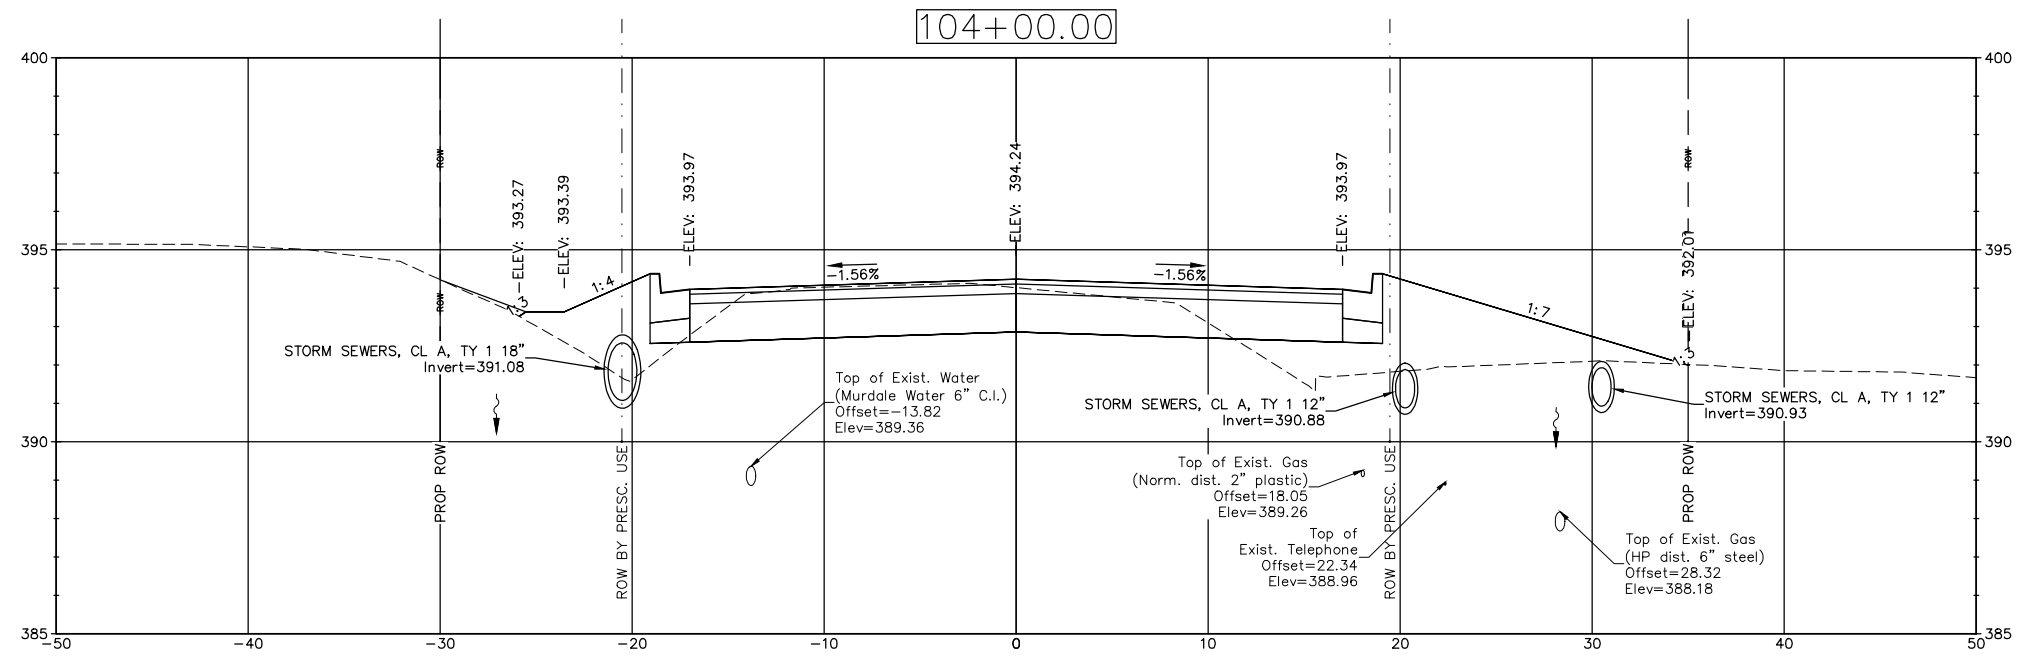 104+00.00
400
400
ROW
ROW
ELEV: 393.27
ELEV: 393.39
ELEV: 393.97
ELEV: 394.24
ELEV: 393.97
ELEV: 392.01
395
395
-1.56%
-1.56%
1:4
1:3
ROW
1:7
1:3
STORM SEWERS, CL A, TY 1 18"
Invert=391.08
Top of Exist. Water
(Murdale Water 6" C.I.)
Offset=-13.82
Elev=389.36
STORM SEWERS, CL A, TY 1 12"
Invert=390.88
STORM SEWERS, CL A, TY 1 12"
Invert=390.93
390
390
PROP ROW
ROW BY PRESC. USE
Top of Exist. Gas
(Norm. dist. 2" plastic)
Offset=18.05
Elev=389.26
Top of
Exist. Telephone
Offset=22.34
Elev=388.96
ROW BY PRESC. USE
PROP ROW
Top of Exist. Gas
(HP dist. 6" steel)
Offset=28.32
Elev=388.18
385
385
-50
-40
-30
-20
-10
0
10
20
30
40
50